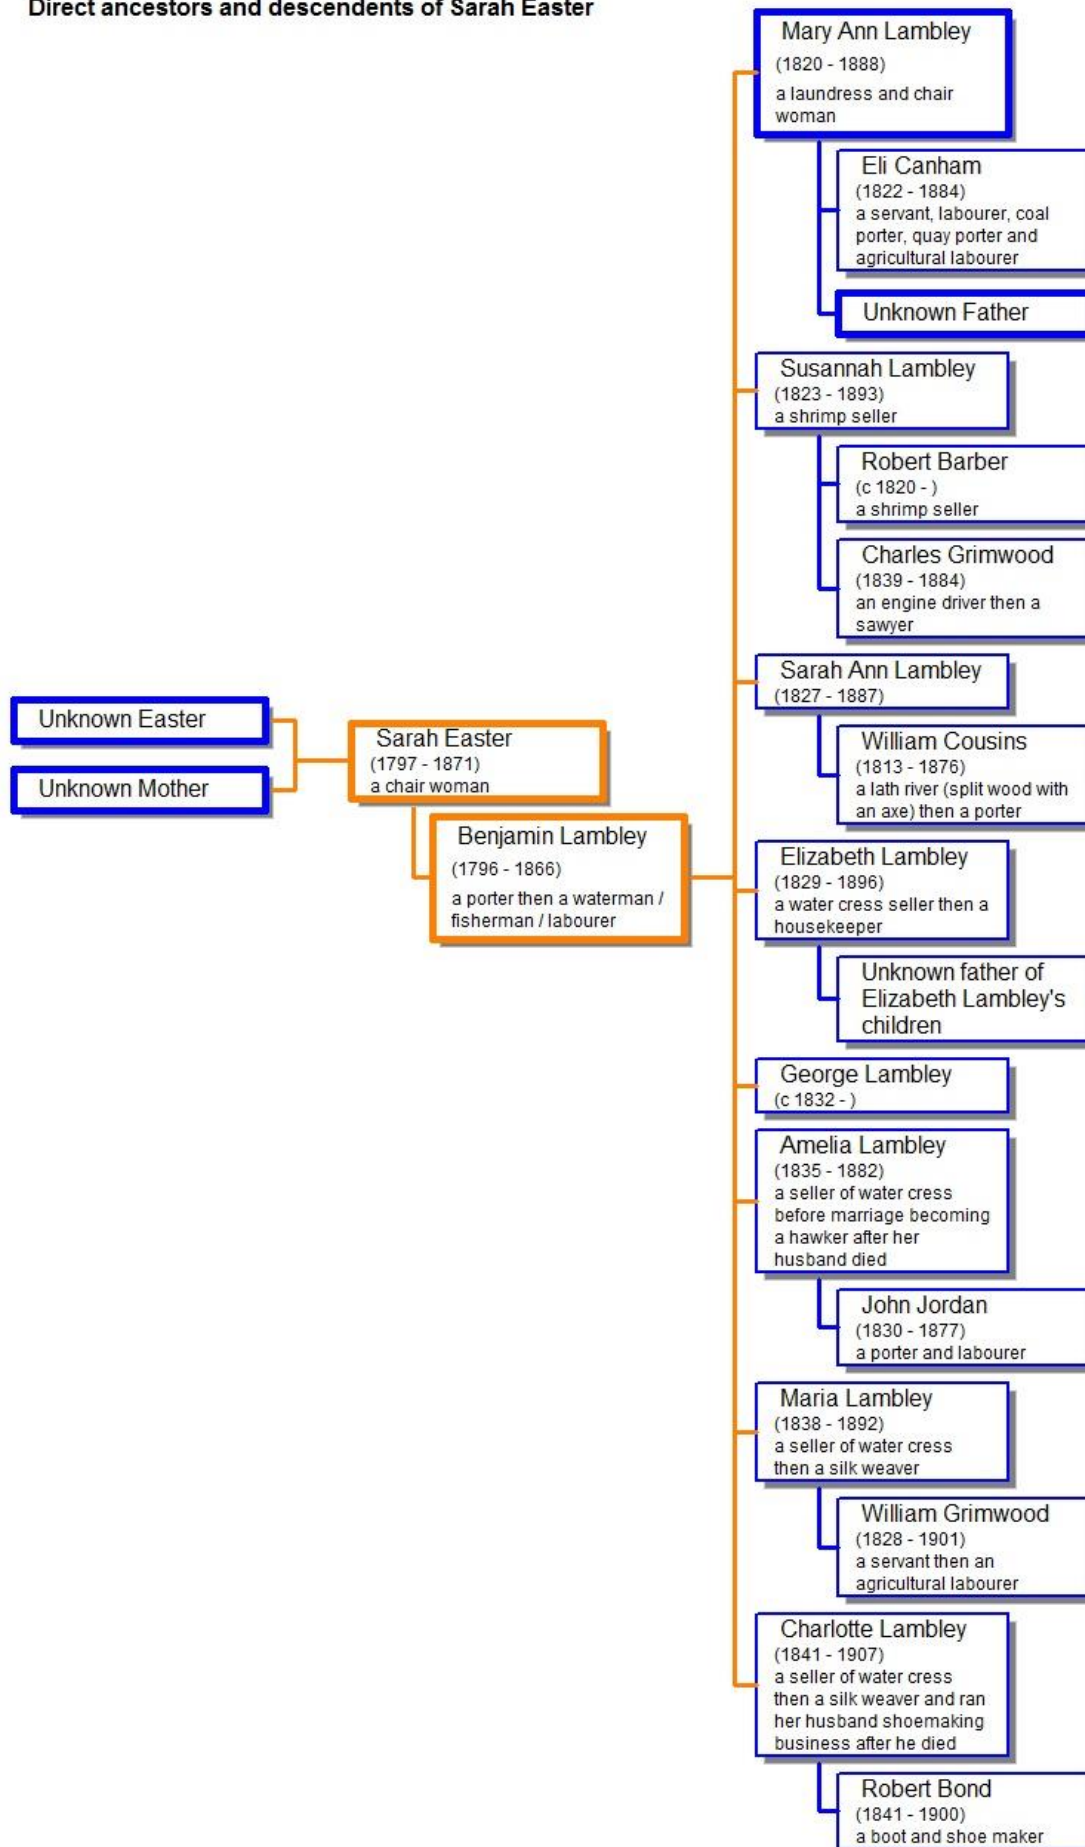 Direct ancestors and descendents of Sarah Easter
Mary Ann Lambley
(1820 - 1888)
a laundress and chair
woman
Eli Canham
(1822 - 1884)
a servant, labourer, coal
porter, quay porter and
agricultural labourer
Unknown Father
Susannah Lambley
(1823 - 1893)
a shrimp seller
Robert Barber
(c 1820 - )
a shrimp seller
Charles Grimwood
(1839 - 1884)
an engine driver then a
sawyer
Sarah Ann Lambley
(1827 - 1887)
William Cousins
(1813 - 1876)
a lath river (split wood with
an axe) then a porter
Unknown Easter
Unknown Mother
Sarah Easter
(1797 - 1871)
a chair woman
Benjamin Lambley
(1796 - 1866)
a porter then a waterman /
fisherman / labourer
Elizabeth Lambley
(1829 - 1896)
a water cress seller then a
housekeeper
Unknown father of
Elizabeth Lambley's
children
George Lambley
(c 1832 - )
Amelia Lambley
(1835 - 1882)
a seller of water cress
before marriage becoming
a hawker after her
husband died
John Jordan
(1830 - 1877)
a porter and labourer
Maria Lambley
(1838 - 1892)
a seller of water cress
then a silk weaver
William Grimwood
(1828 - 1901)
a servant then an
agricultural labourer
Charlotte Lambley
(1841 - 1907)
a seller of water cress
then a silk weaver and ran
her husband shoemaking
business after he died
Robert Bond
(1841 - 1900)
a boot and shoe maker